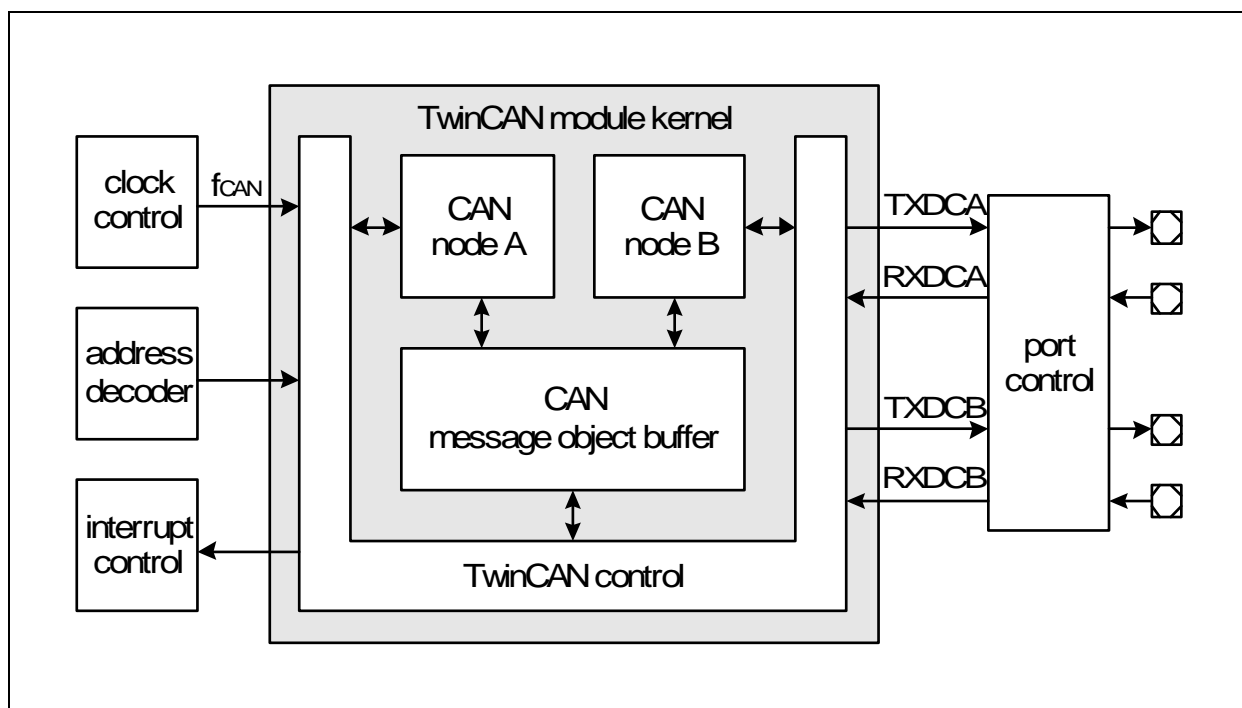 TwinCAN module kernel
clock
control
fCAN
address
decoder
interrupt
control
CAN
node A
CAN
node B
CAN
message object buffer
TwinCAN control
TXDCA
RXDCA
TXDCB
RXDCB
port
control